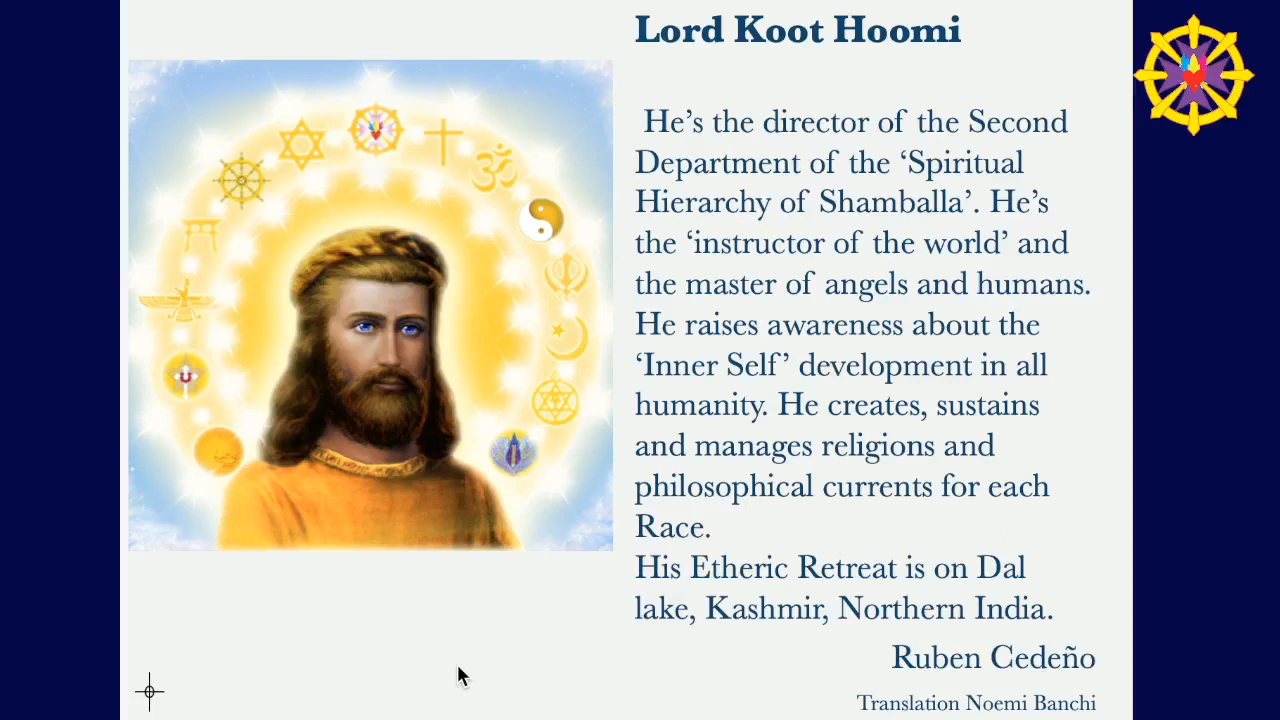 Lord Koot Hoomi
He’s the director of the Second
Department of the ‘Spiritual
Hierarchy of Shamballa’. He’s
the ‘instructor of the world’ and
the master of angels and humans.
He raises awareness about the
‘Inner Self’ development in all
humanity. He creates, sustains
and manages religions and
philosophical currents for each
Race.
His Etheric Retreat is on Dal
lake, Kashmir, Northern India.
Ruben Cedeño
Translation Noemi Banchi